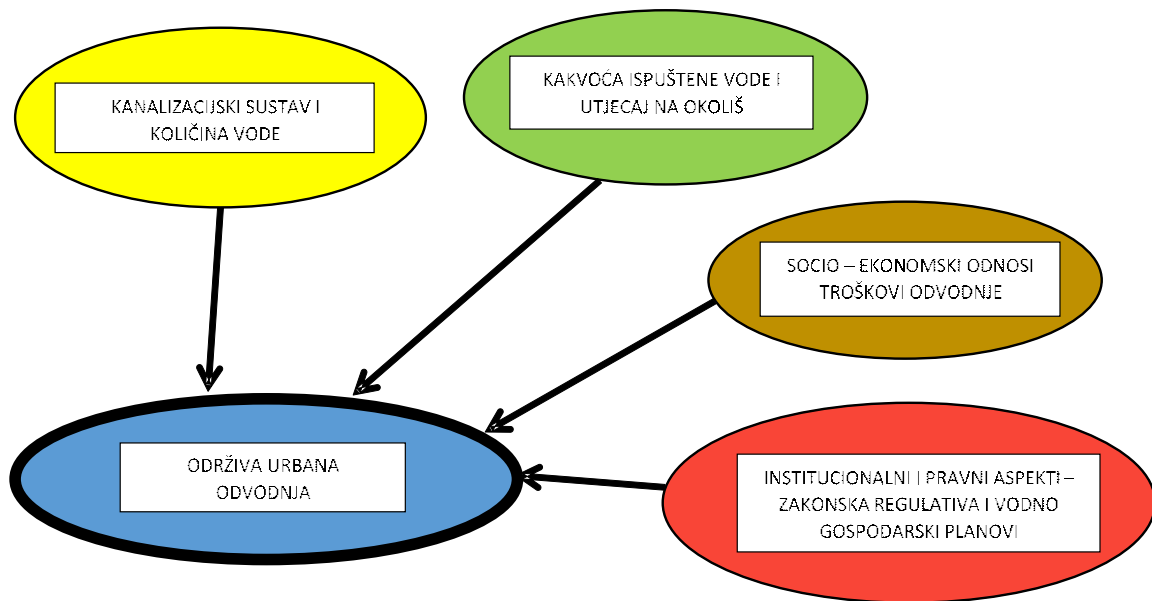 KANALIZACIJSKI SUSTAV I
KOLIČINA VODE
KAKVOĆA ISPUŠTENE VODE I
UTJECAJ NA OKOLIŠ
SOCIO – EKONOMSKI ODNOSI
TROŠKOVI ODVODNJE
ODRŽIVA URBANA
ODVODNJA
INSTITUCIONALNI I PRAVNI ASPEKTI –
ZAKONSKA REGULATIVA I VODNO
GOSPODARSKI PLANOVI